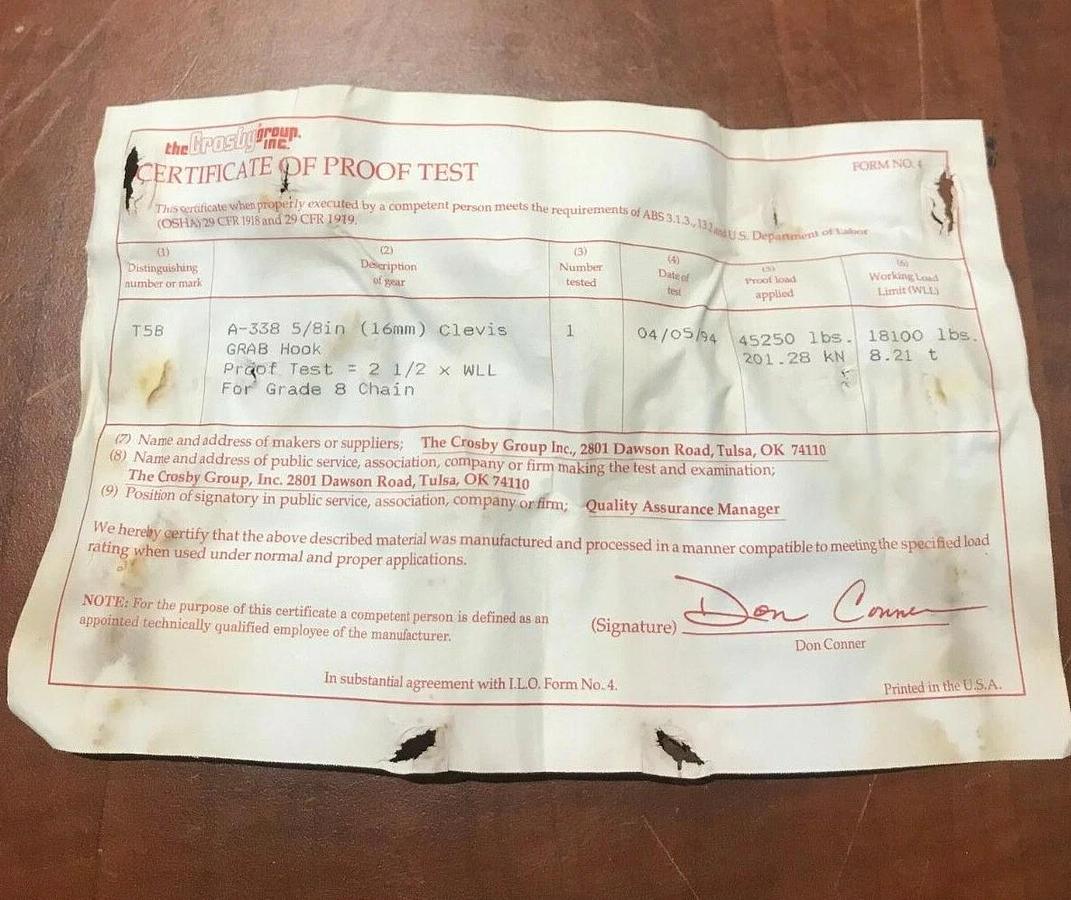 the Crosby group. inc.
CERTIFICATE OF PROOF TEST
FORM NO. 4
This certificate when properly executed by a competent person meets the requirements of ABS 3.1.3., and U.S. Department of Labor
(OSHA) 29 CFR 1918 and 29 CFR 1919.
(1) Distinguishing number or mark
(2) Description of gear
(3) Number tested
(4) Date of test
(5) Proof load applied
(6) Working Load Limit (WLL)
T5B
A-338 5/8in (16mm) Clevis
GRAB Hook
Proof Test = 2 1/2 x WLL
For Grade 8 Chain
1
04/05/94
45250 lbs.
201.28 kN
18100 lbs.
8.21 t
(7) Name and address of makers or suppliers; The Crosby Group Inc., 2801 Dawson Road, Tulsa, OK 74110
(8) Name and address of public service, association, company or firm making the test and examination;
The Crosby Group, Inc. 2801 Dawson Road, Tulsa, OK 74110
(9) Position of signatory in public service, association, company or firm; Quality Assurance Manager
We hereby certify that the above described material was manufactured and processed in a manner compatible to meeting the specified load
rating when used under normal and proper applications.
NOTE: For the purpose of this certificate a competent person is defined as an
appointed technically qualified employee of the manufacturer.
(Signature) Don Conner
Don Conner
In substantial agreement with I.L.O. Form No. 4.
Printed in the U.S.A.